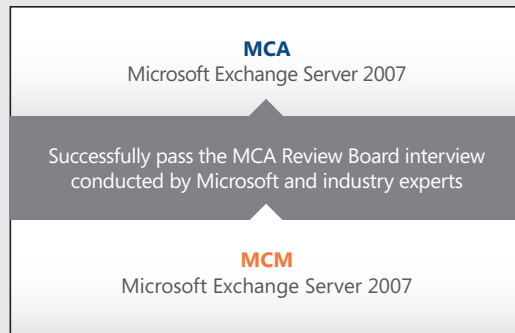 MCA
Microsoft Exchange Server 2007
Successfully pass the MCA Review Board interview
conducted by Microsoft and industry experts
MCM
Microsoft Exchange Server 2007